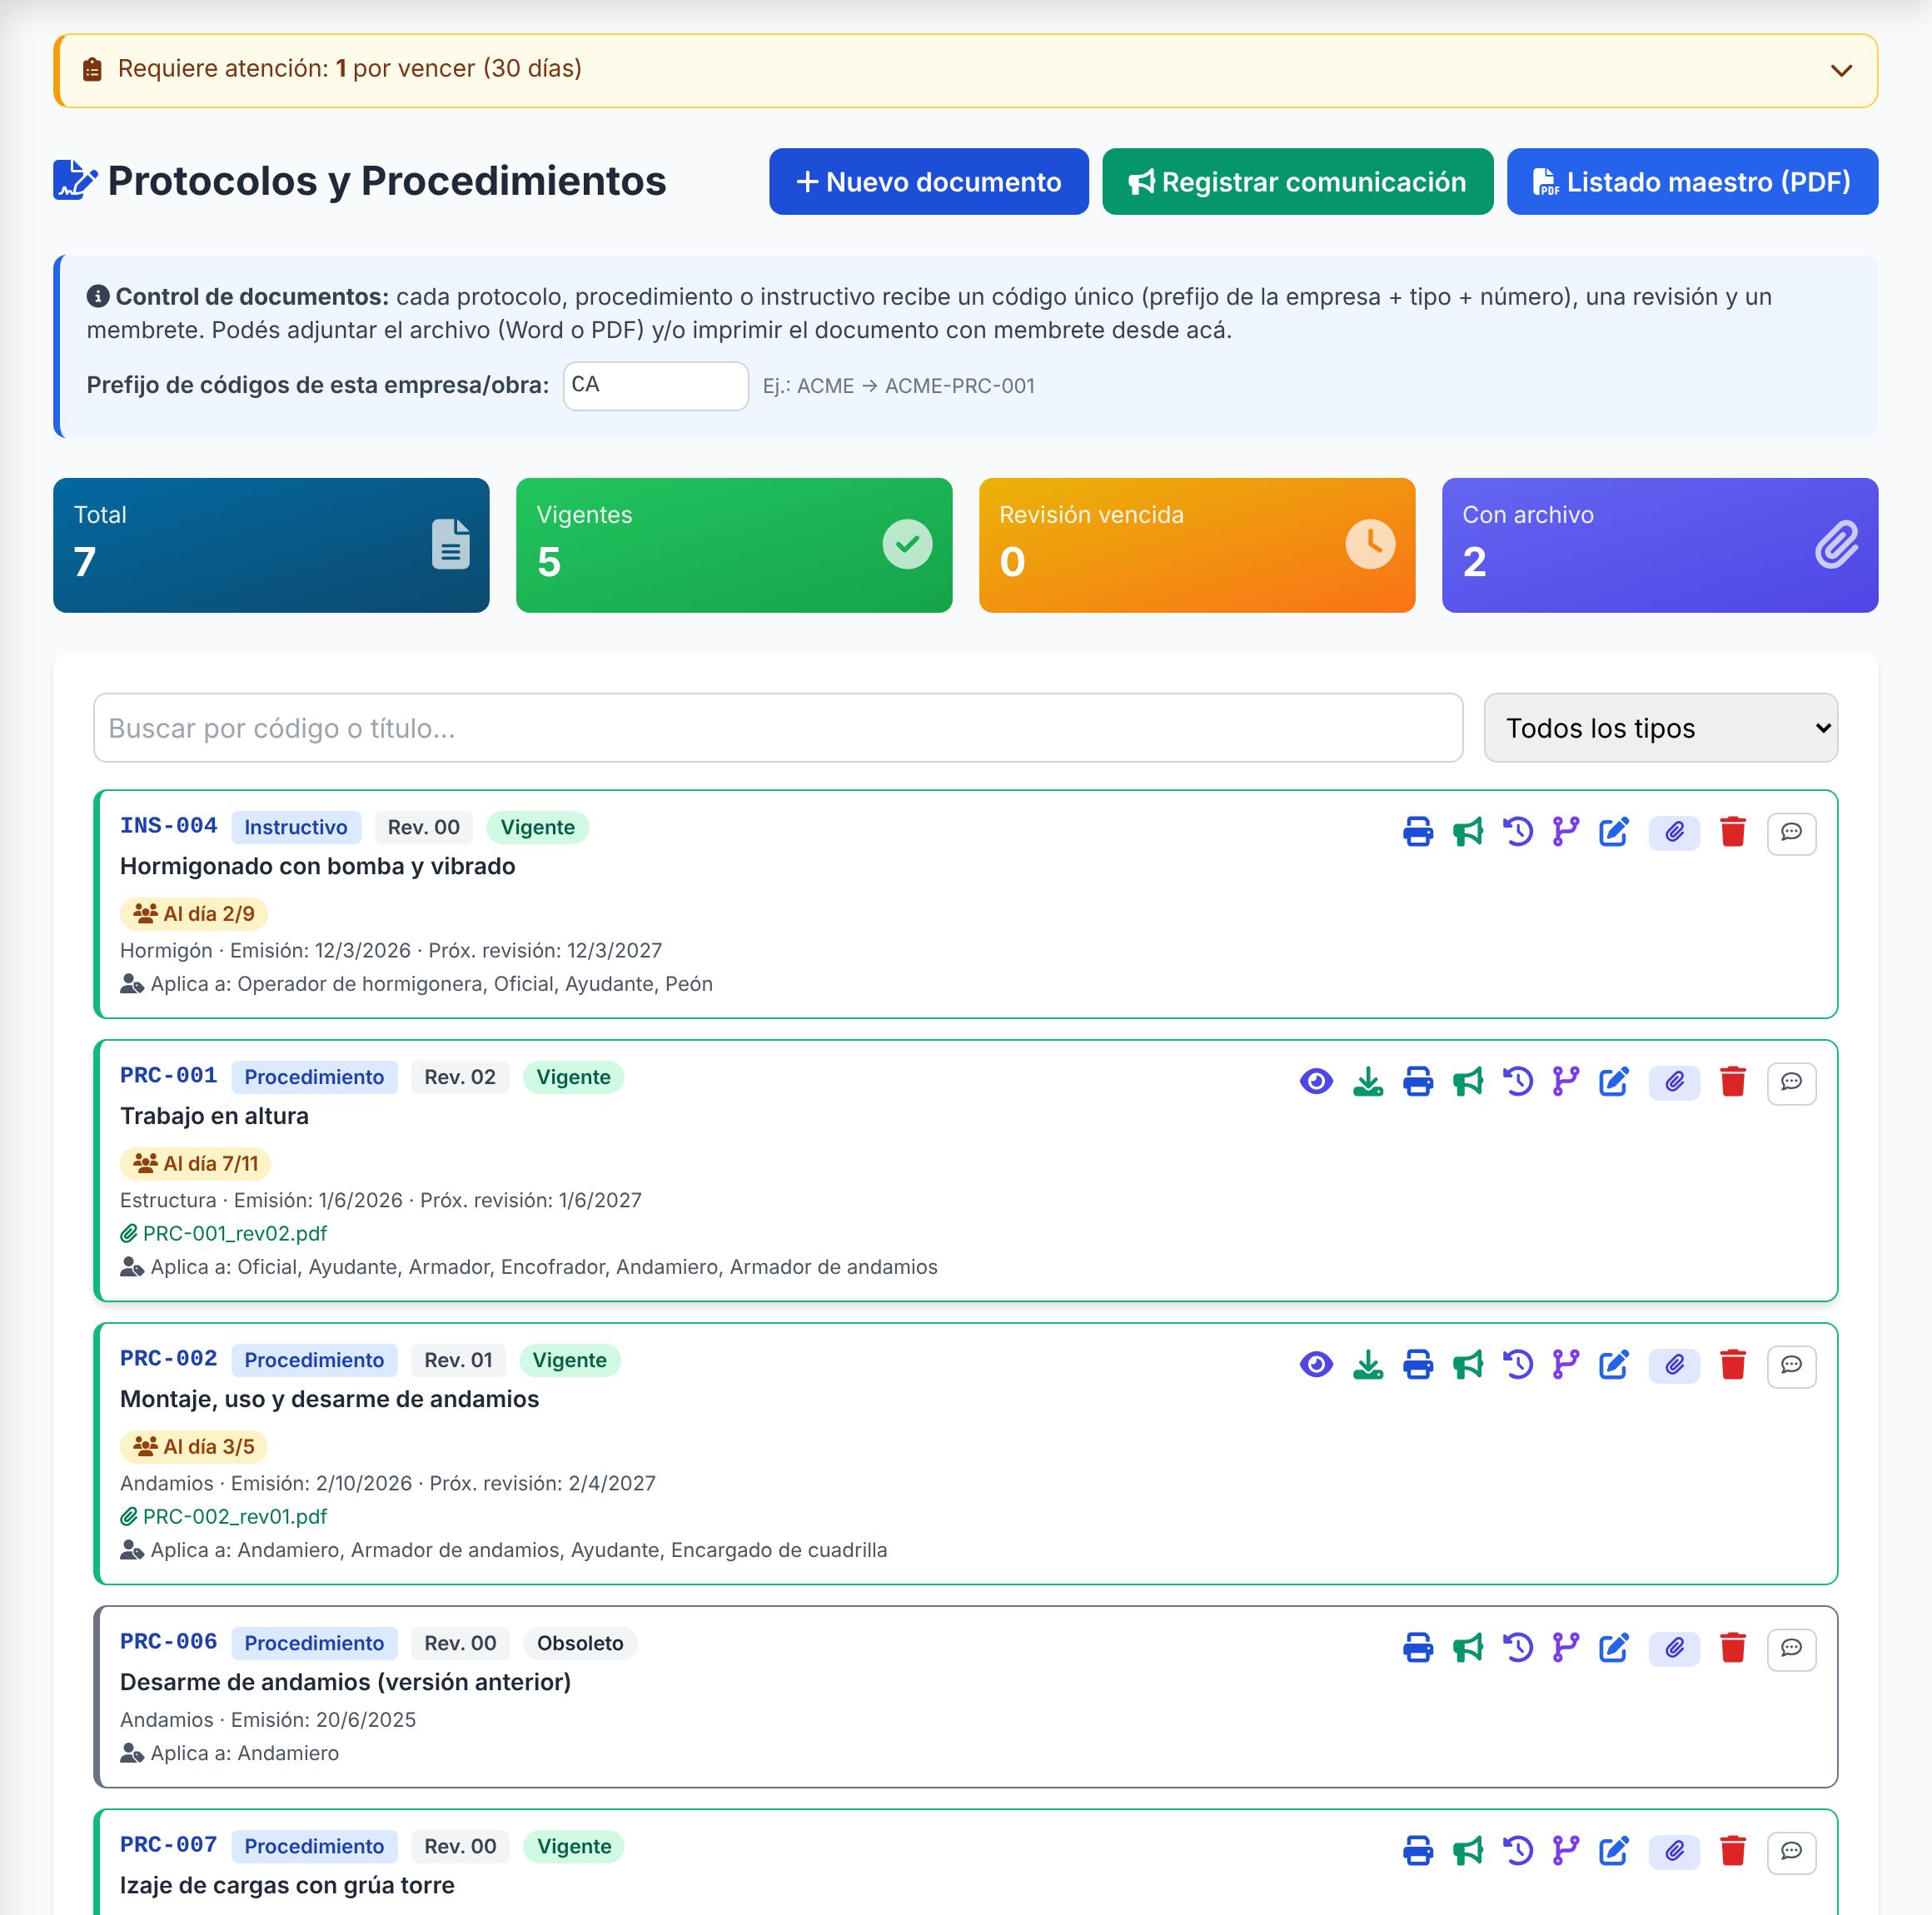 Requiere atención: 1 por vencer (30 días)
Protocolos y Procedimientos
Nuevo documento
Registrar comunicación
Listado maestro (PDF)
Control de documentos: cada protocolo, procedimiento o instructivo recibe un código único (prefijo de la empresa + tipo + número), una revisión y un
membrete. Podés adjuntar el archivo (Word o PDF) y/o imprimir el documento con membrete desde acá.
Prefijo de códigos de esta empresa/obra: CA Ej.: ACME → ACME-PRC-001
Total
7
Vigentes
5
Revisión vencida
0
Con archivo
2
Buscar por código o título...
Todos los tipos
INS-004 Instructivo Rev. 00 Vigente
Hormigonado con bomba y vibrado
Al día 2/9
Hormigón · Emisión: 12/3/2026 · Próx. revisión: 12/3/2027
Aplica a: Operador de hormigonera, Oficial, Ayudante, Peón
PRC-001 Procedimiento Rev. 02 Vigente
Trabajo en altura
Al día 7/11
Estructura · Emisión: 1/6/2026 · Próx. revisión: 1/6/2027
PRC-001_rev02.pdf
Aplica a: Oficial, Ayudante, Armador, Encofrador, Andamiero, Armador de andamios
PRC-002 Procedimiento Rev. 01 Vigente
Montaje, uso y desarme de andamios
Al día 3/5
Andamios · Emisión: 2/10/2026 · Próx. revisión: 2/4/2027
PRC-002_rev01.pdf
Aplica a: Andamiero, Armador de andamios, Ayudante, Encargado de cuadrilla
PRC-006 Procedimiento Rev. 00 Obsoleto
Desarme de andamios (versión anterior)
Andamios · Emisión: 20/6/2025
Aplica a: Andamiero
PRC-007 Procedimiento Rev. 00 Vigente
Izaje de cargas con grúa torre